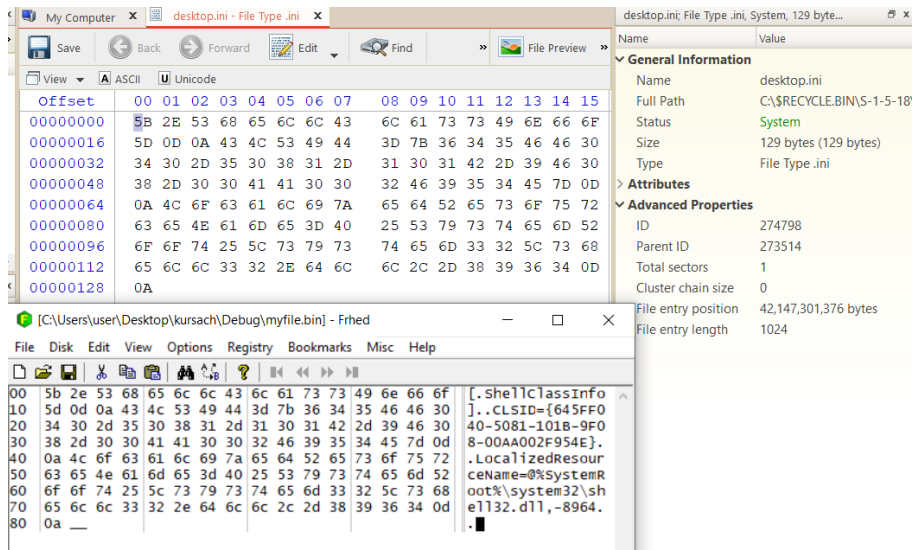 My Computer X desktop.ini - File Type .ini X
Save Back Forward Edit Find » File Preview »
View A ASCII U Unicode
Offset 00 01 02 03 04 05 06 07 08 09 10 11 12 13 14 15
00000000 5B 2E 53 68 65 6C 6C 43 6C 61 73 73 49 6E 66 6F
00000016 5D 0D 0A 43 4C 53 49 44 3D 7B 36 34 35 46 46 30
00000032 34 30 2D 35 30 38 31 2D 31 30 31 42 2D 39 46 30
00000048 38 2D 30 30 41 41 30 30 32 46 39 35 34 45 7D 0D
00000064 0A 4C 6F 63 61 6C 69 7A 65 64 52 65 73 6F 75 72
00000080 63 65 4E 61 6D 65 3D 40 25 53 79 73 74 65 6D 52
00000096 6F 6F 74 25 5C 73 79 73 74 65 6D 33 32 5C 73 68
00000112 65 6C 6C 33 32 2E 64 6C 6C 2C 2D 38 39 36 34 0D
00000128 0A
desktop.ini; File Type .ini, System, 129 byte...
Name Value
General Information
Name desktop.ini
Full Path C:\$RECYCLE.BIN\S-1-5-18\
Status System
Size 129 bytes (129 bytes)
Type File Type .ini
Attributes
Advanced Properties
ID 274798
Parent ID 273514
Total sectors 1
Cluster chain size 0
File entry position 42,147,301,376 bytes
File entry length 1024
[C:\Users\user\Desktop\kursach\Debug\myfile.bin] - Frhed
File Disk Edit View Options Registry Bookmarks Misc Help
00 5b 2e 53 68 65 6c 6c 43 6c 61 73 73 49 6e 66 6f [.ShellClassInfo
10 5d 0d 0a 43 4c 53 49 44 3d 7b 36 34 35 46 46 30 ]..CLSID={645FF0
20 34 30 2d 35 30 38 31 2d 31 30 31 42 2d 39 46 30 40-5081-101B-9F0
30 38 2d 30 30 41 41 30 30 32 46 39 35 34 45 7d 0d 8-00AA002F954E}.
40 0a 4c 6f 63 61 6c 69 7a 65 64 52 65 73 6f 75 72 .LocalizedResour
50 63 65 4e 61 6d 65 3d 40 25 53 79 73 74 65 6d 52 ceName=@%SystemR
60 6f 6f 74 25 5c 73 79 73 74 65 6d 33 32 5c 73 68 oot%\system32\sh
70 65 6c 6c 33 32 2e 64 6c 6c 2c 2d 38 39 36 34 0d ell32.dll,-8964.
80 0a .